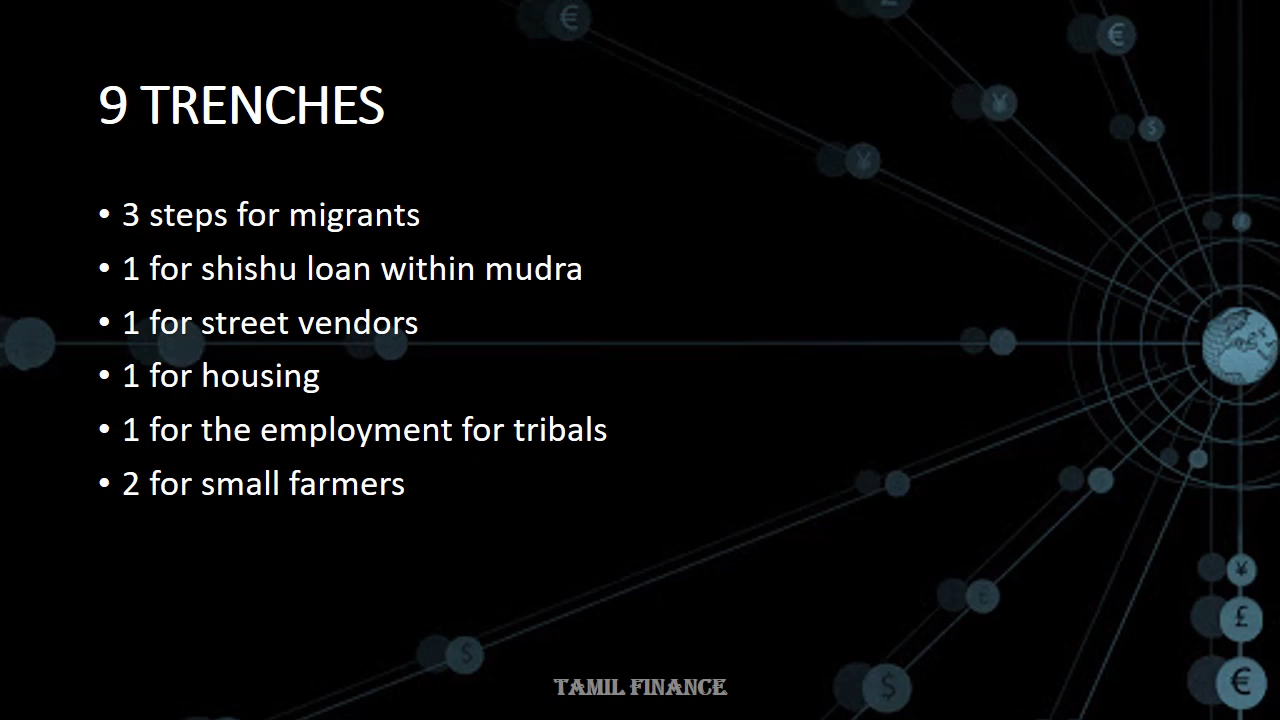 9 TRENCHES
• 3 steps for migrants
• 1 for shishu loan within mudra
• 1 for street vendors
• 1 for housing
• 1 for the employment for tribals
• 2 for small farmers
TAMIL FINANCE